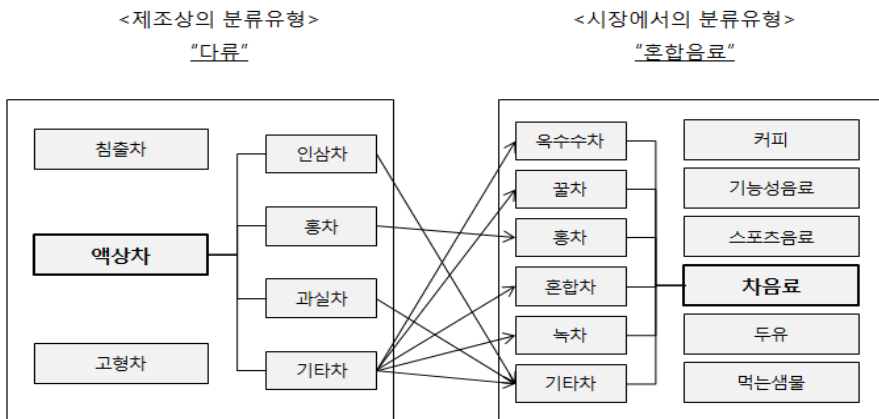 <제조상의 분류유형>
"다류"
침출차
액상차
고형차
인삼차
홍차
과실차
기타차
<시장에서의 분류유형>
"혼합음료"
옥수수차
꿀차
홍차
혼합차
녹차
기타차
커피
기능성음료
스포츠음료
차음료
두유
먹는샘물